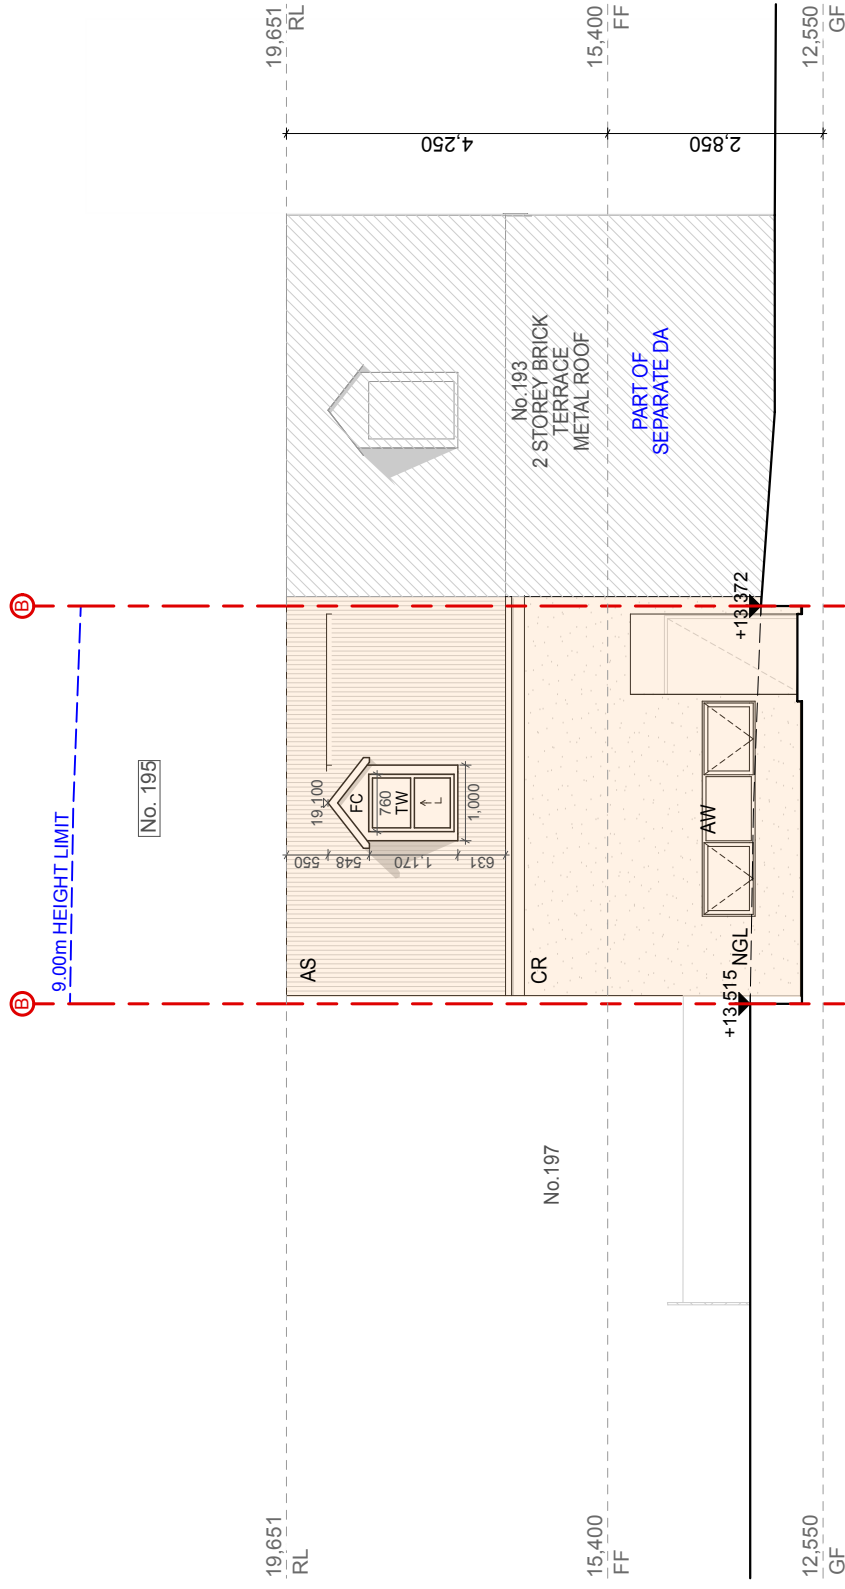 19,651
RL
15,400
FF
12,550
GF
4,250
2,850
B
9.00m HEIGHT LIMIT
No. 195
No.193
2 STOREY BRICK
TERRACE
METAL ROOF
PART OF
SEPARATE DA
+13,372
19,100
FC
760
TW
L
1,000
550
548
1,170
631
AS
CR
AW
NGL
+13,515
B
No.197
19,651
RL
15,400
FF
12,550
GF